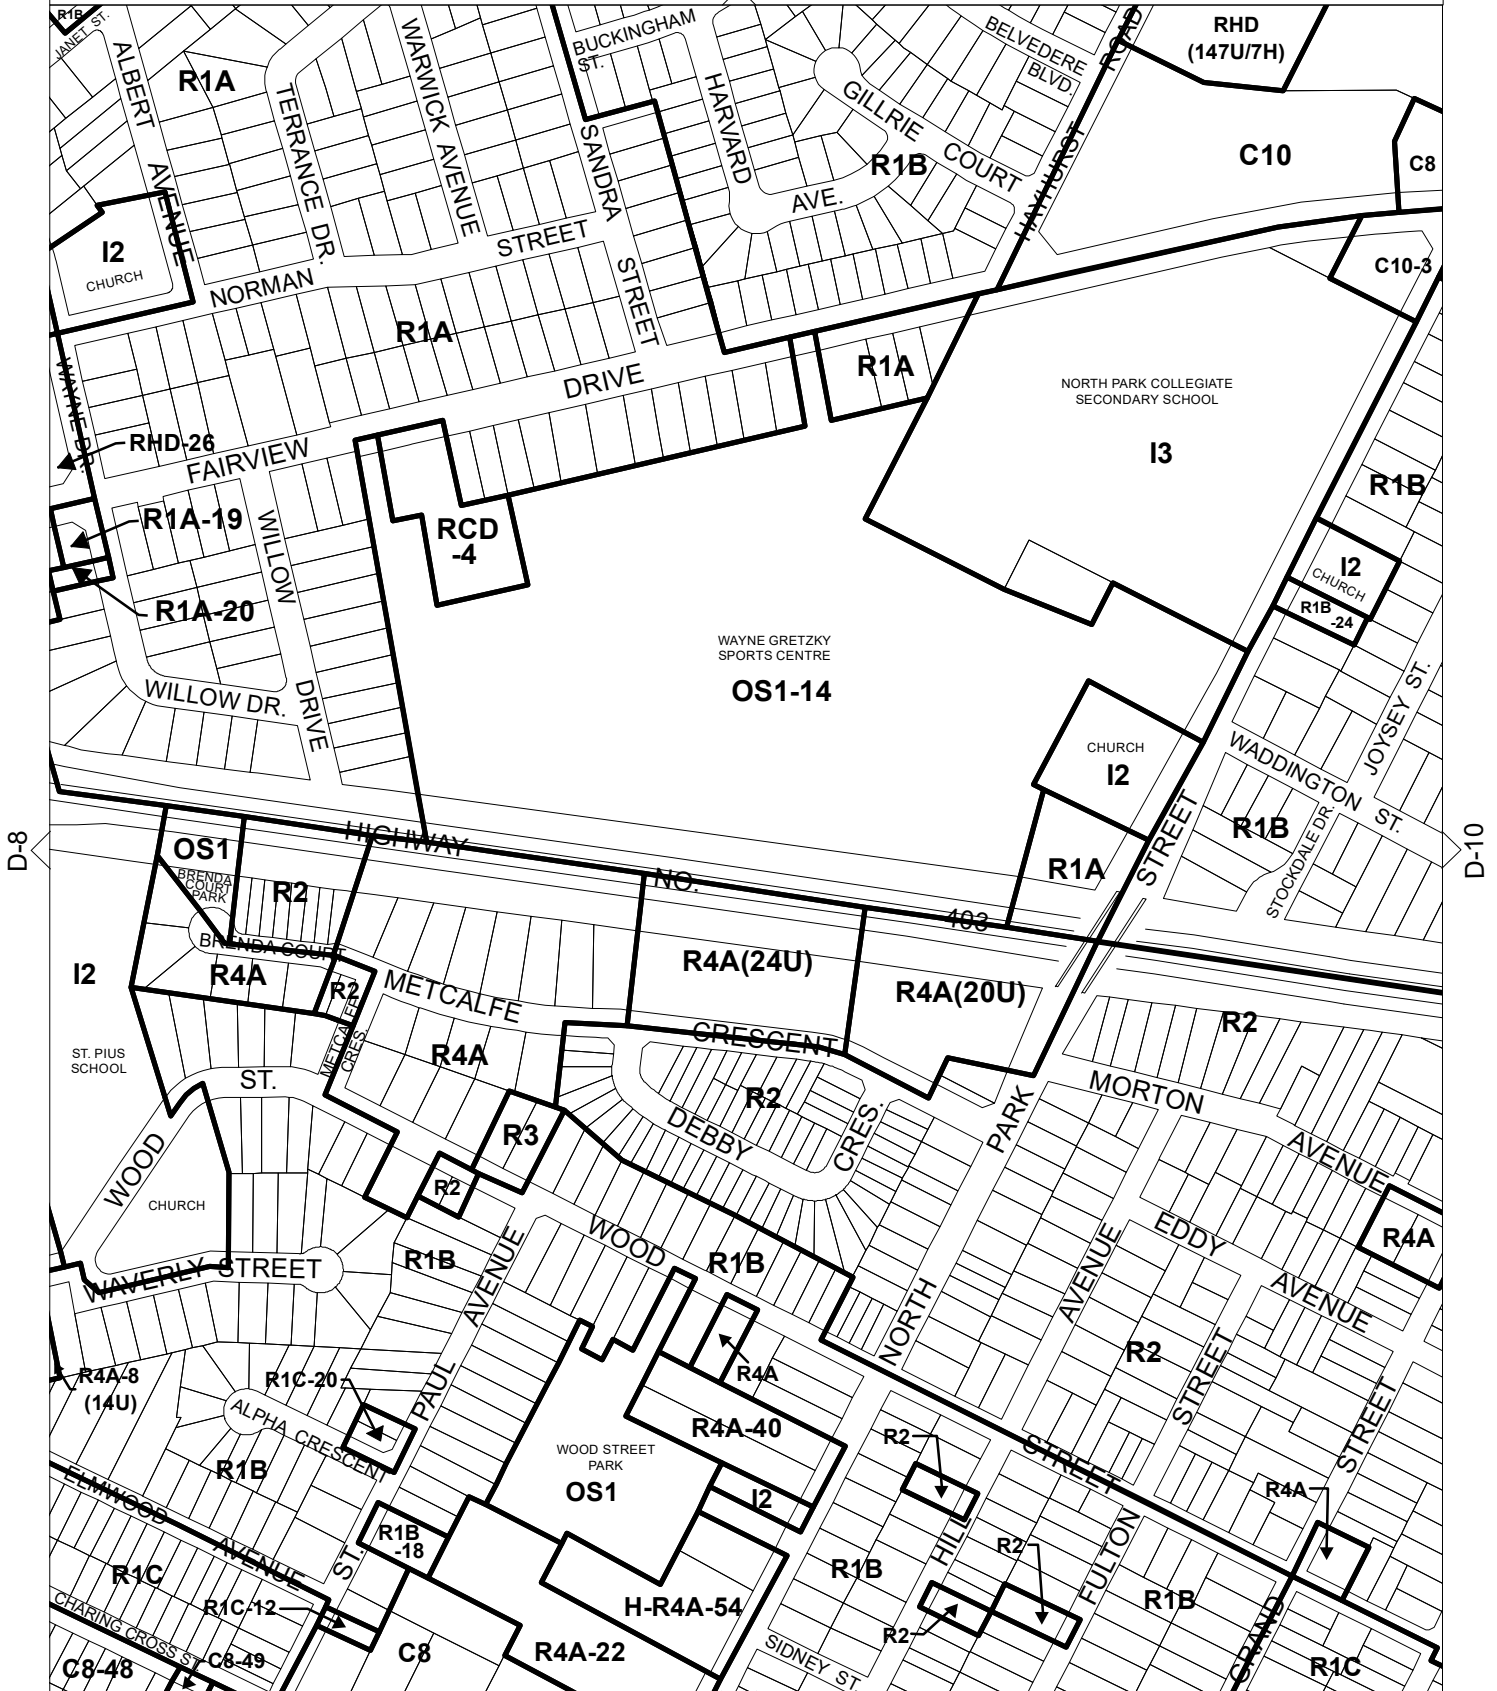 R1B
JANET ST.
ALBERT AVENUE
R1A
TERRANCE DR.
WARWICK AVENUE
BUCKINGHAM
ST.
SANDRA STREET
HARVARD
AVE.
GILLRIE COURT
R1B
BELVEDERE
BLVD.
HAYHURST ROAD
RHD
(147U/7H)
C10
C8
C10-3
I2
CHURCH
NORMAN STREET
R1A
WAYNE DR.
DRIVE
R1A
NORTH PARK COLLEGIATE
SECONDARY SCHOOL
I3
R1B
RHD-26
FAIRVIEW
R1A-19
WILLOW DRIVE
RCD
-4
R1A-20
I2
CHURCH
R1B
-24
WAYNE GRETZKY
SPORTS CENTRE
OS1-14
WILLOW DR.
JOYSEY ST.
CHURCH
I2
WADDINGTON ST.
R1B
STOCKDALE DR.
D-8
D-10
OS1
BRENDA
COURT
PARK
HIGHWAY NO. 403
R2
R1A
STREET
BRENDA COURT
I2
R4A
R2
METCALFE
CRES.
METCALFE CRESCENT
R4A(24U)
R4A(20U)
R2
ST. PIUS
SCHOOL
WOOD ST.
R4A
R2
DEBBY CRES.
NORTH PARK
MORTON AVENUE
R3
R2
CHURCH
WAVERLY STREET
R1B
PAUL AVENUE
WOOD STREET
R1B
AVENUE
EDDY AVENUE
R4A
R4A-8
(14U)
R1C-20
R4A
R2
STREET
STREET
ALPHA CRESCENT
R1B
R4A-40
R2
WOOD STREET
PARK
OS1
I2
R4A
ELMWOOD AVENUE
R1B
-18
ST.
R1C
R1C-12
CHARING CROSS ST.
C8-48
C8-49
C8
R4A-22
H-R4A-54
R1B
HILL
R2
R2
SIDNEY ST.
FULTON
R1B
GRAND
R1C